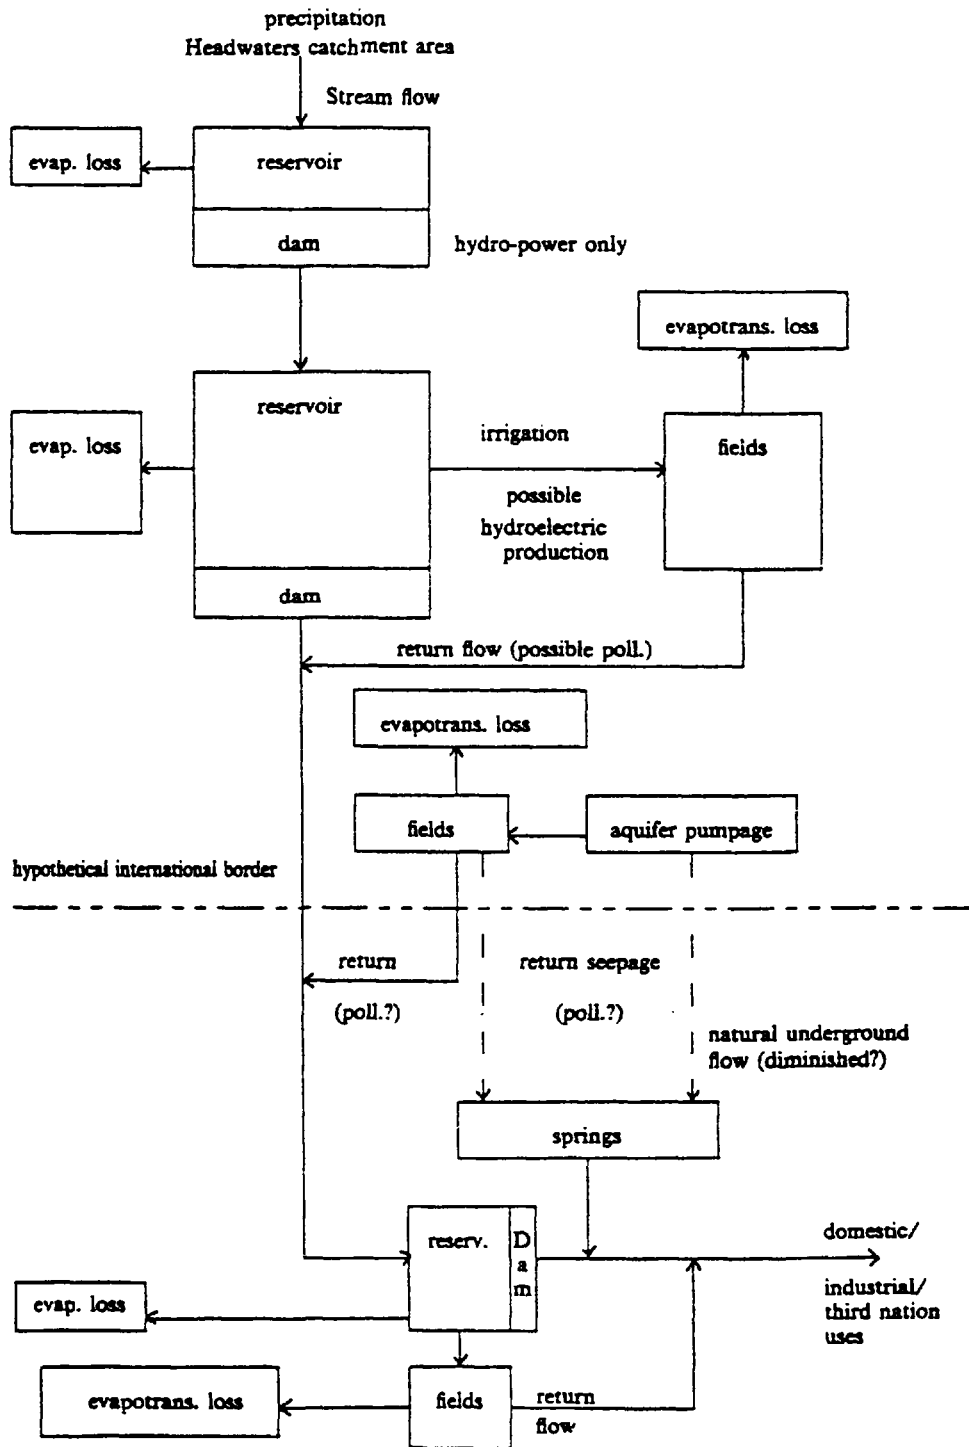 precipitation
Headwaters catchment area
Stream flow
evap. loss
reservoir
dam
hydro-power only
evapotrans. loss
reservoir
evap. loss
irrigation
fields
possible
hydroelectric
production
dam
return flow (possible poll.)
evapotrans. loss
fields
aquifer pumpage
hypothetical international border
return
return seepage
(poll.?)
(poll.?)
natural underground
flow (diminished?)
springs
reserv.
Dam
domestic/
industrial/
third nation
uses
evap. loss
evapotrans. loss
fields
return
flow